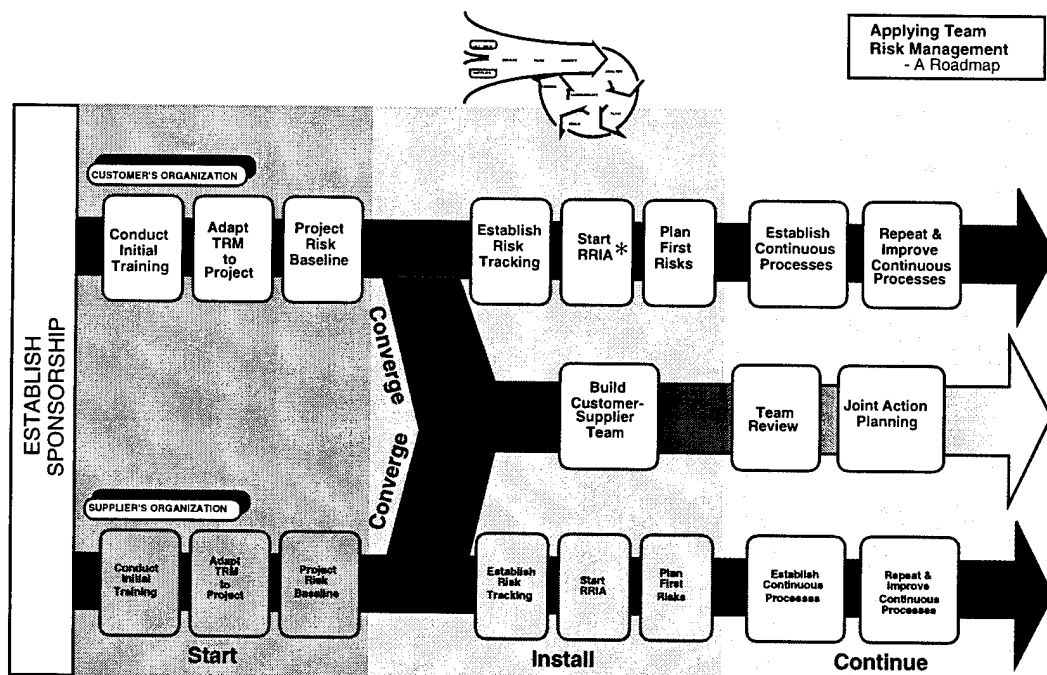 Applying Team
Risk Management
- A Roadmap
ESTABLISH
SPONSORSHIP
CUSTOMER'S ORGANIZATION
Conduct
Initial
Training
Adapt
TRM
to
Project
Project
Risk
Baseline
Establish
Risk
Tracking
Start
RRIA*
Plan
First
Risks
Establish
Continuous
Processes
Repeat &
Improve
Continuous
Processes
Converge
Converge
Build
Customer-
Supplier
Team
Team
Review
Joint Action
Planning
SUPPLIER'S ORGANIZATION
Conduct
Initial
Training
Adapt
TRM
to
Project
Project
Risk
Baseline
Establish
Risk
Tracking
Start
RRIA
Plan
First
Risks
Establish
Continuous
Processes
Repeat &
Improve
Continuous
Processes
Start
Install
Continue